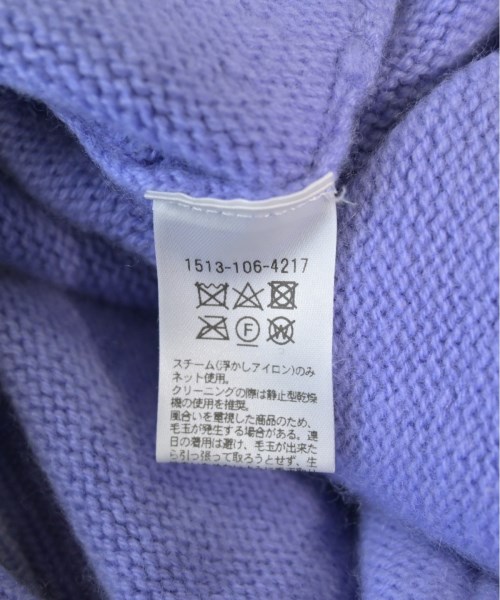 1513-106-4217
F W
スチーム(浮かしアイロン)のみ
ネット使用。
クリーニングの際は静止型乾燥
機の使用を推奨。
風合いを重視した商品のため、
毛玉が発生する場合がある。連
日の着用は避け、毛玉が出来た
ら引っ張って取ろうとせず、生